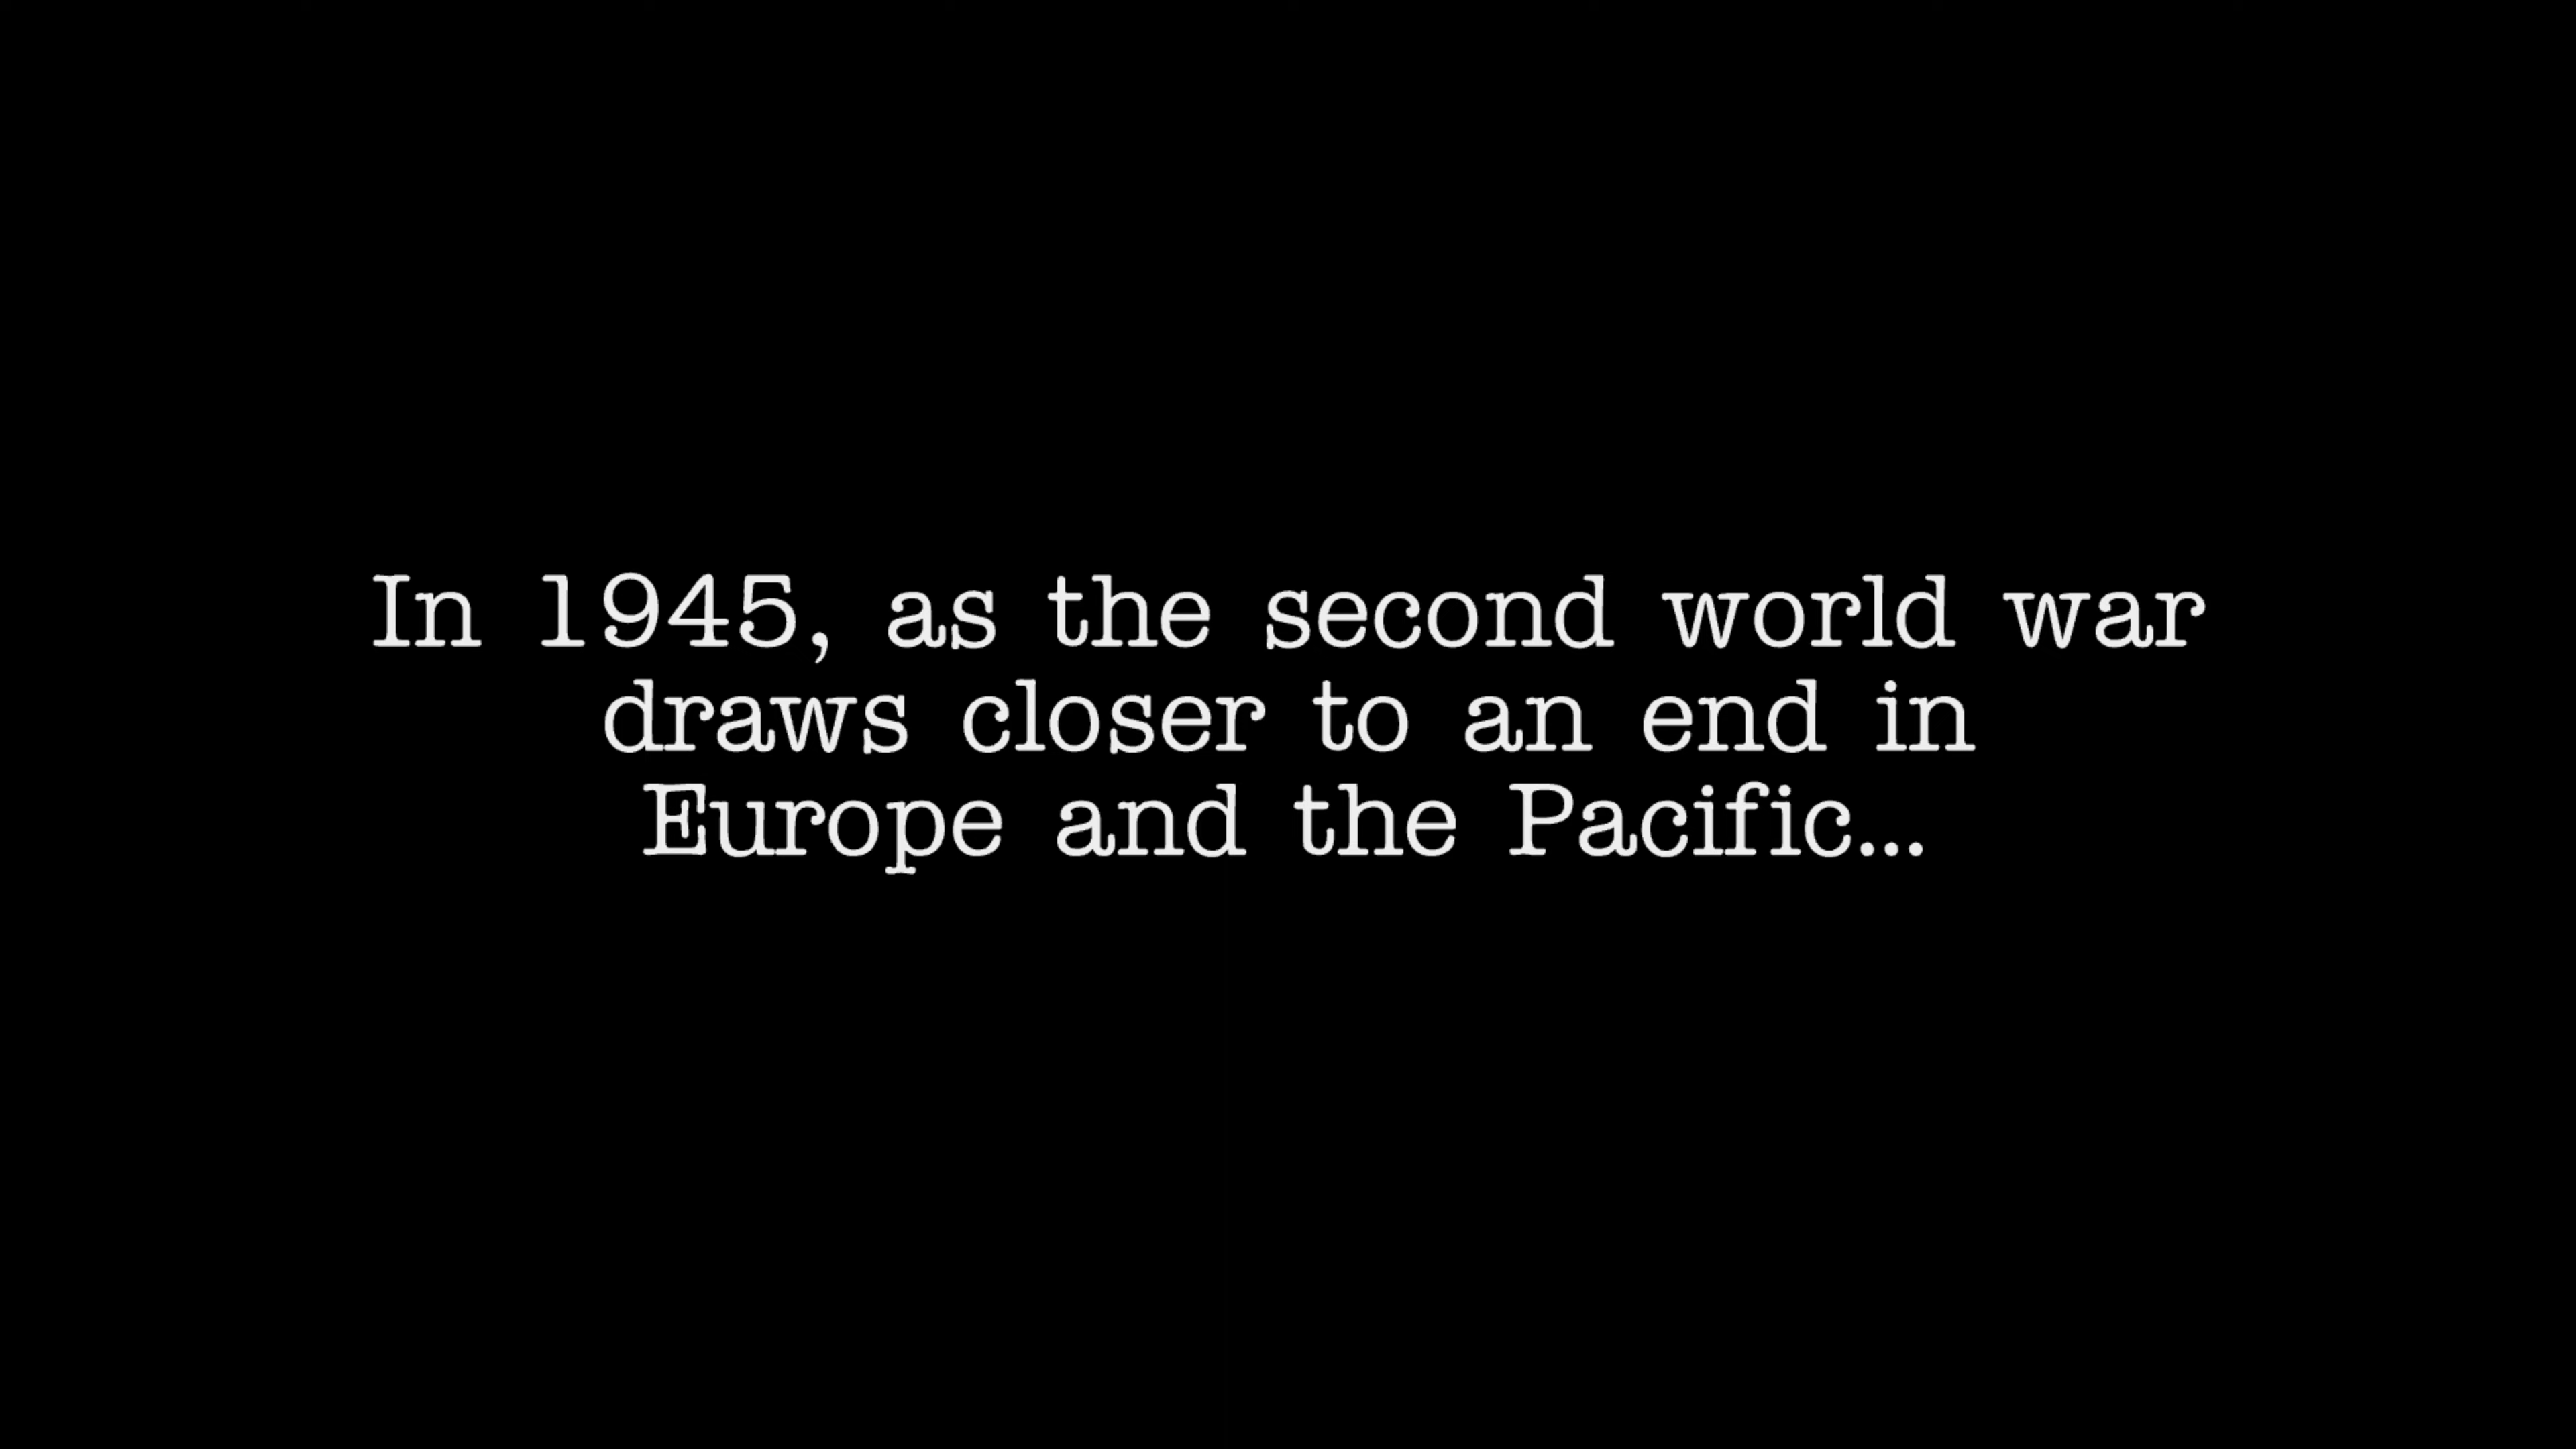 In 1945, as the second world war
draws closer to an end in
Europe and the Pacific...